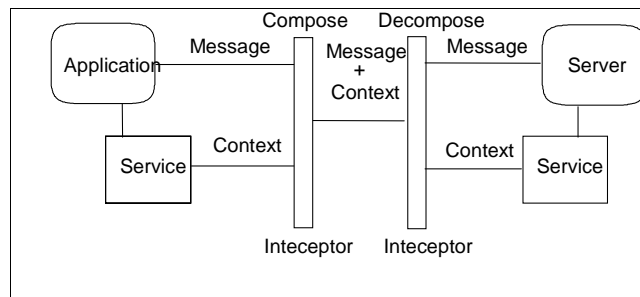 Compose
Decompose
Message
Message
+
Context
Message
Application
Server
Context
Context
Service
Service
Inteceptor
Inteceptor